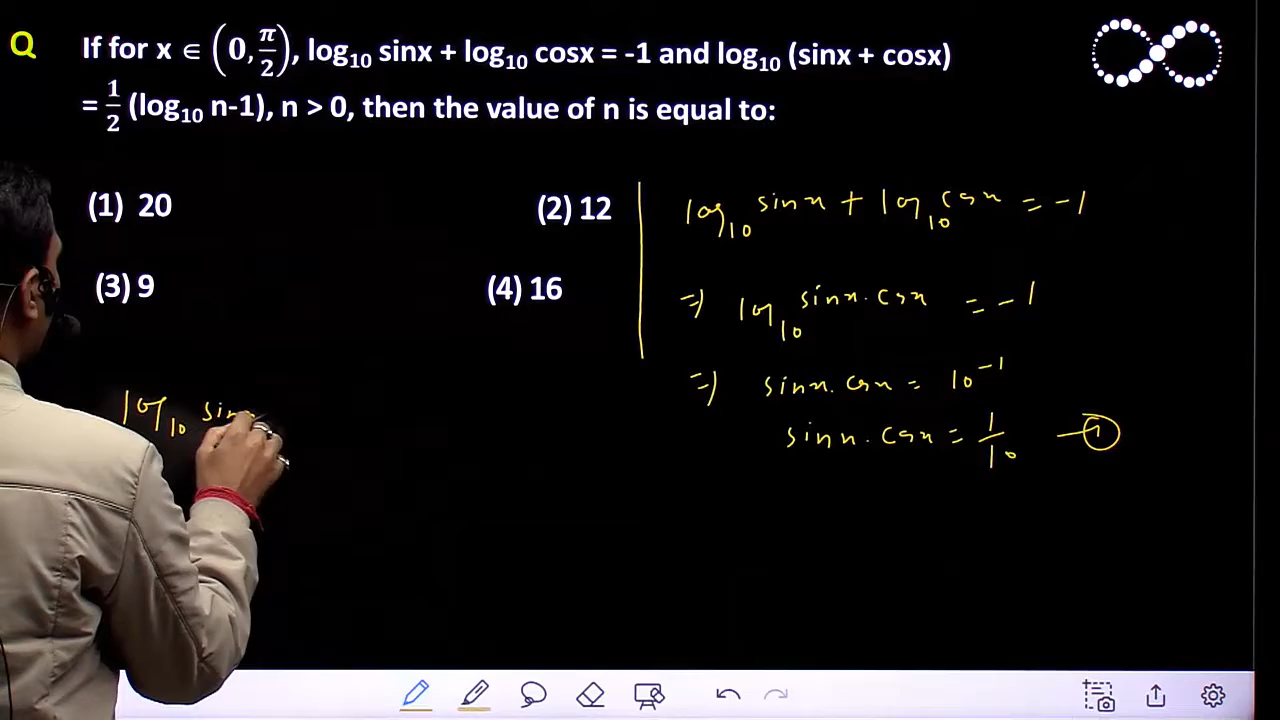 Q If for x ∈ (0, π/2), log₁₀ sinx + log₁₀ cosx = -1 and log₁₀ (sinx + cosx)
= 1/2 (log₁₀ n-1), n > 0, then the value of n is equal to:
(1) 20
(2) 12
(3) 9
(4) 16
log₁₀ sinx + log₁₀ cosx = -1
=) log₁₀ sinx. cosx = -1
=) sinx. cosx = 10⁻¹
sinx. cosx = 1/10 — ①
log₁₀ sin